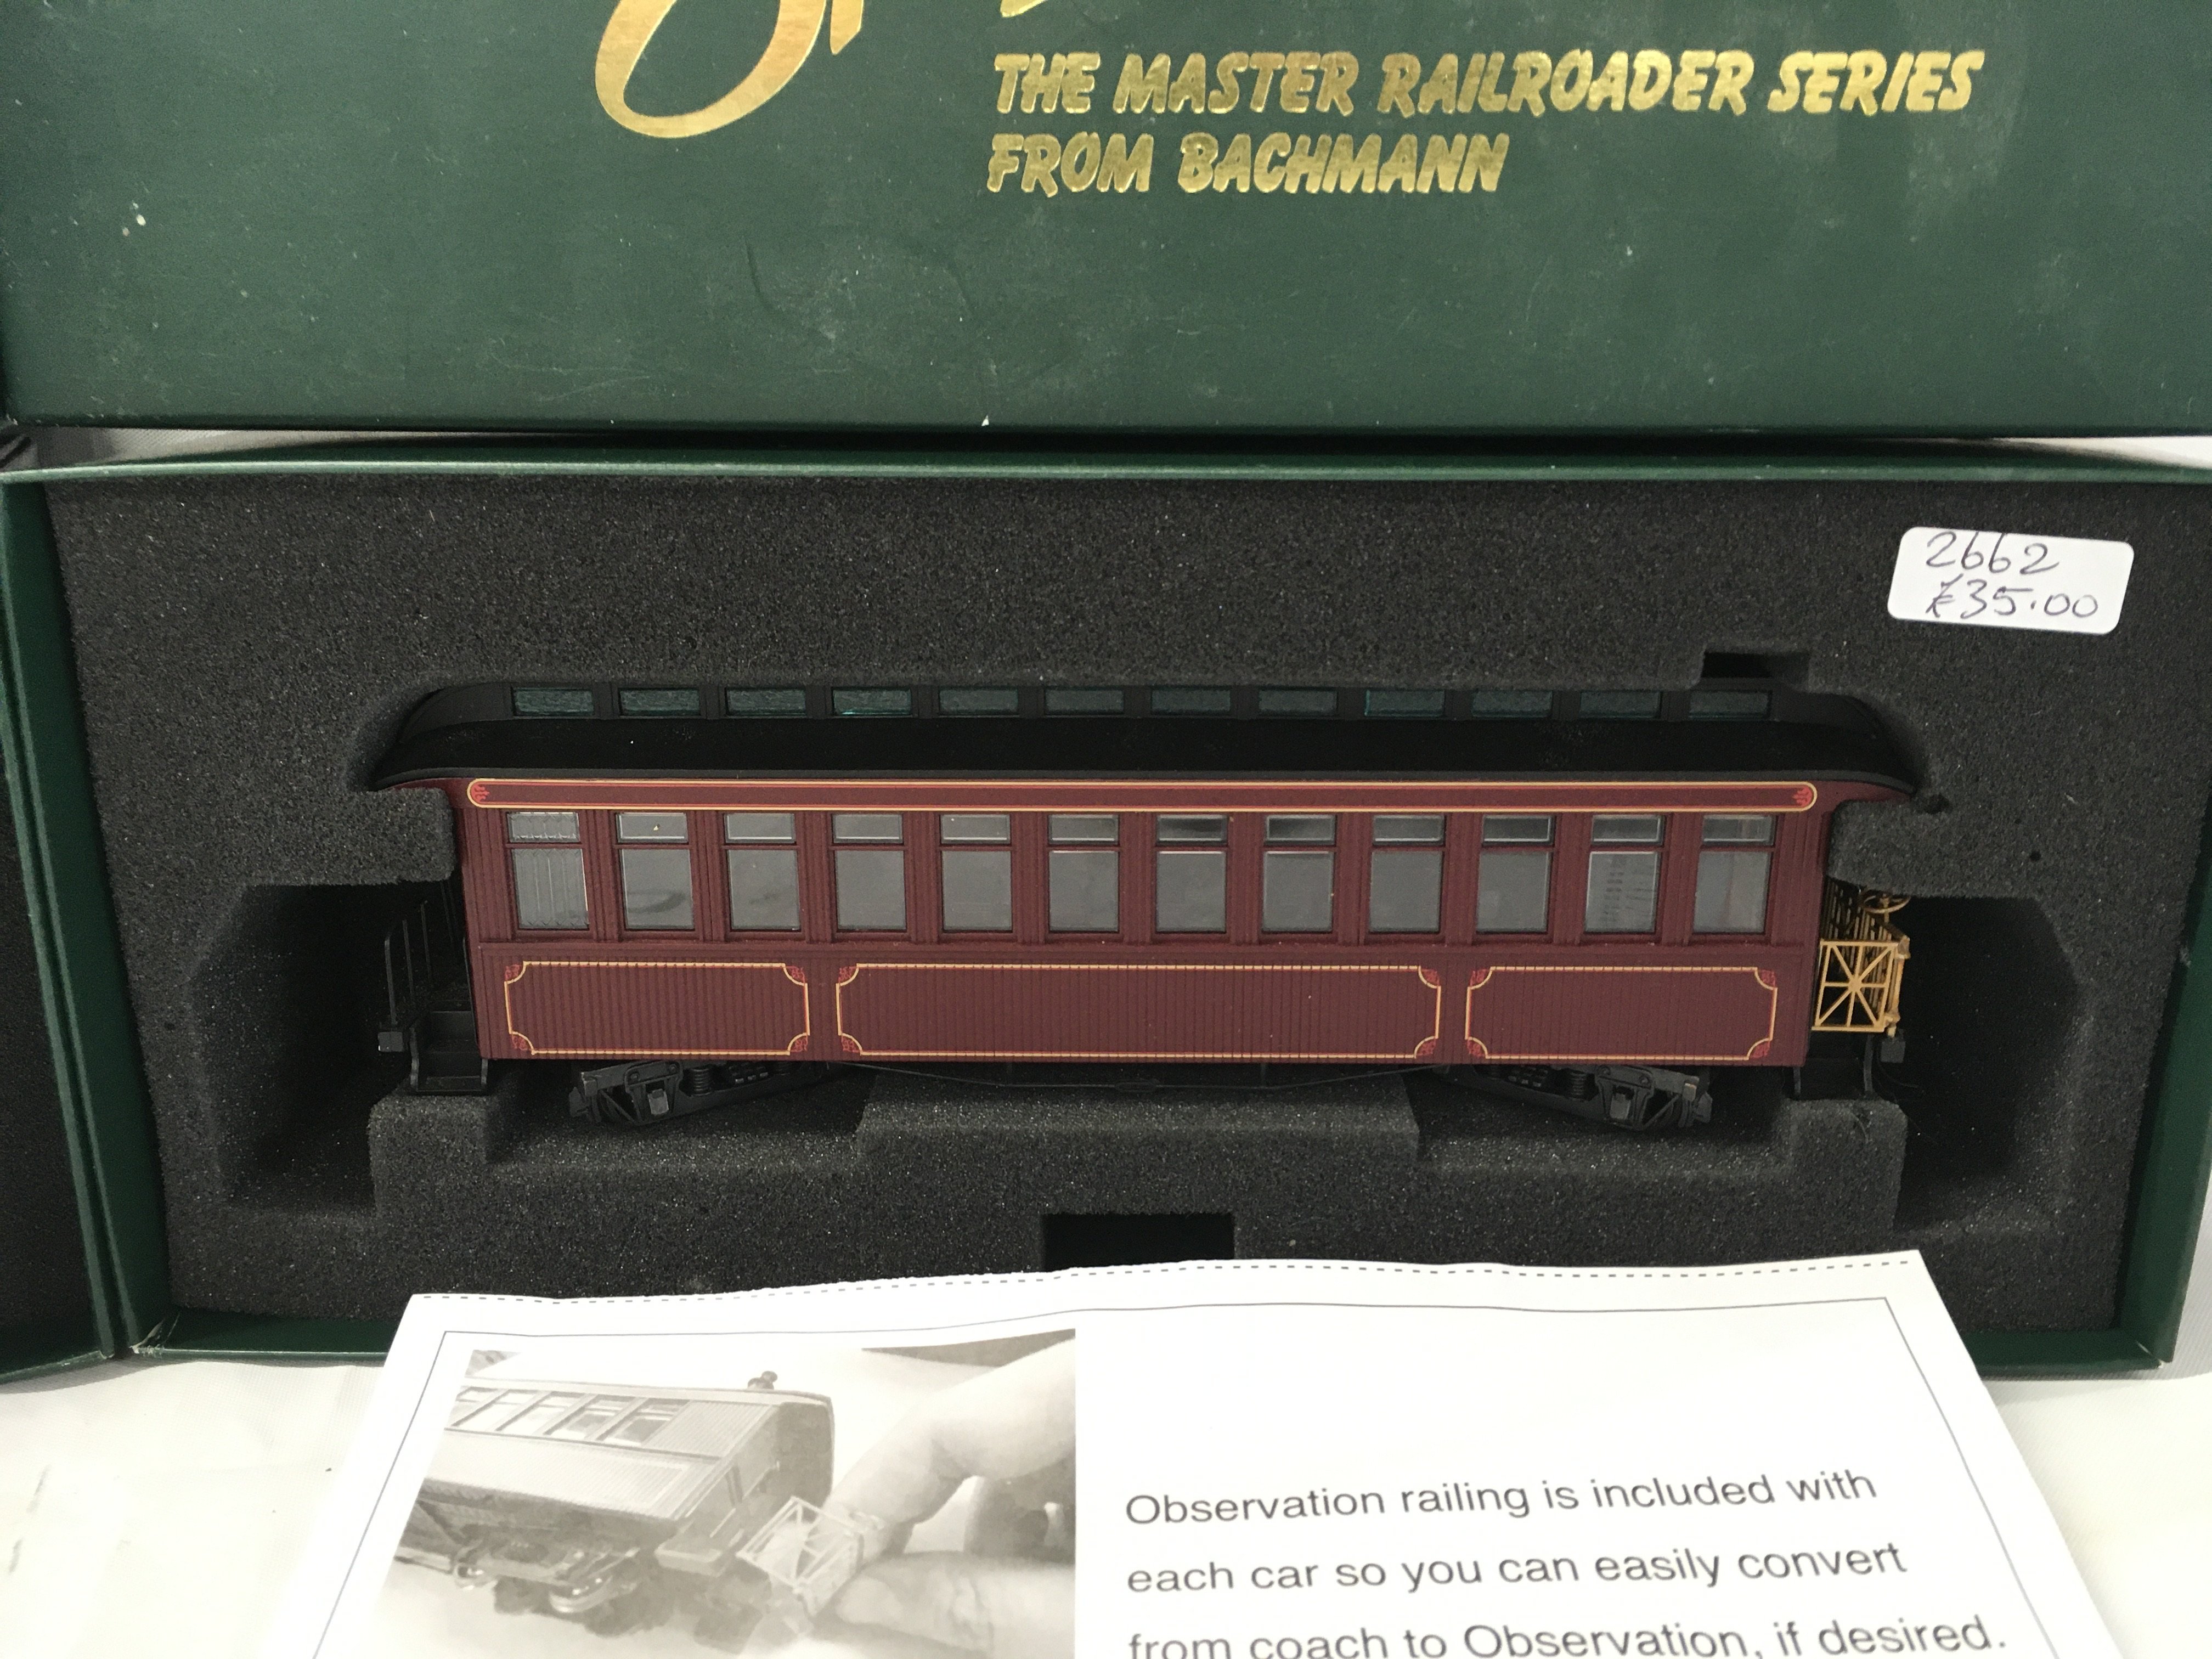 THE MASTER RAILROADER SERIES
FROM BACHMANN
2662
£35.00
Observation railing is included with
each car so you can easily convert
from coach to Observation, if desired.